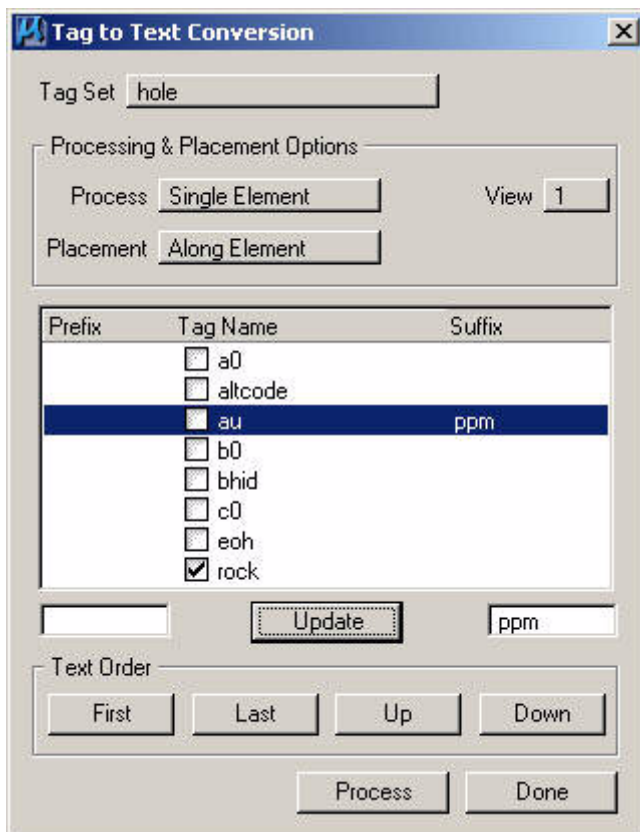 Tag to Text Conversion
Tag Set hole
Processing & Placement Options
Process Single Element View 1
Placement Along Element
Prefix Tag Name Suffix
a0
altcode
au ppm
b0
bhid
c0
eoh
rock
Update ppm
Text Order
First Last Up Down
Process Done